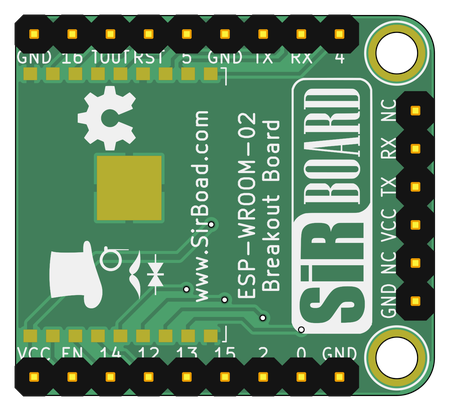 GND 16 TOUT RST 5 GND TX RX 4
NC
RX
TX
VCC
NC
GND
www.SirBoad.com
ESP-WROOM-02
Breakout Board
SiR
BOARD
VCC EN 14 12 13 15 2 0 GND